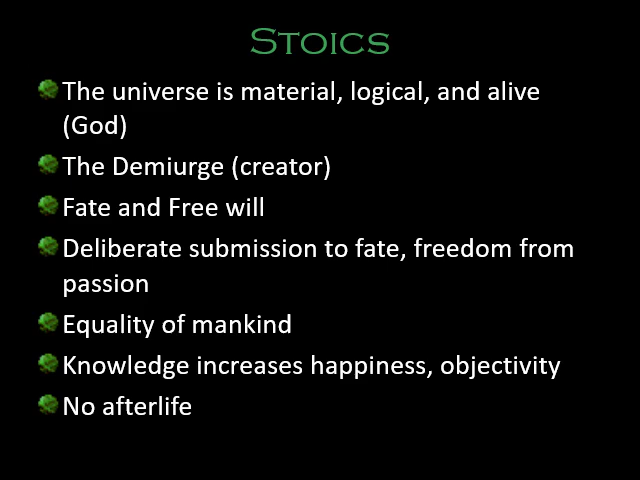 Stoics
The universe is material, logical, and alive
(God)
The Demiurge (creator)
Fate and Free will
Deliberate submission to fate, freedom from
passion
Equality of mankind
Knowledge increases happiness, objectivity
No afterlife